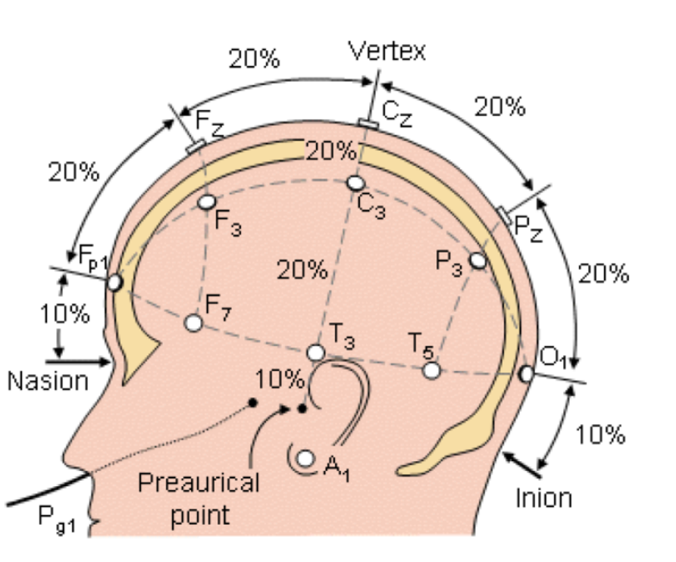 Vertex
20%
20%
FZ
CZ
20%
20%
20%
F3
C3
PZ
Fp1
P3
20%
20%
10%
F7
T3
T5
O1
Nasion
10%
10%
A1
Preaurical
point
Inion
Pg1